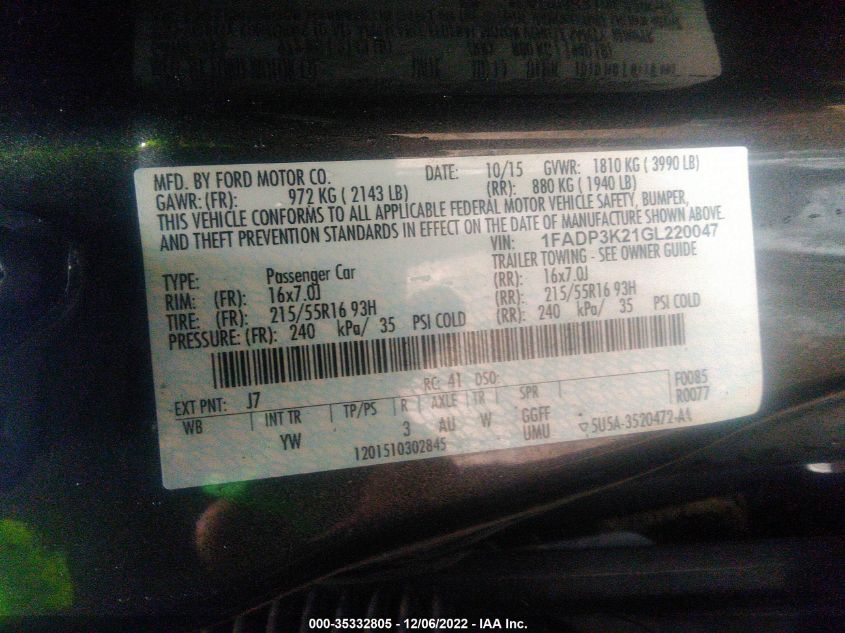 MFD. BY FORD MOTOR CO. DATE: 10/15 GVWR: 1810 KG ( 3990 LB)
GAWR: (FR): 972 KG ( 2143 LB) (RR): 880 KG ( 1940 LB)
THIS VEHICLE CONFORMS TO ALL APPLICABLE FEDERAL MOTOR VEHICLE SAFETY, BUMPER,
AND THEFT PREVENTION STANDARDS IN EFFECT ON THE DATE OF MANUFACTURE SHOWN ABOVE.
VIN: 1FADP3K21GL220047
TYPE: Passenger Car TRAILER TOWING - SEE OWNER GUIDE
RIM: (FR): 16x7.0J (RR): 16x7.0J
TIRE: (FR): 215/55R16 93H (RR): 215/55R16 93H
PRESSURE: (FR): 240 kPa/ 35 PSI COLD (RR): 240 kPa/ 35 PSI COLD
EXT PNT: J7 RC: 41 DSO: F0085
WB INT TR TP/PS R AXLE TR SPR R0077
YW 3 AU W GGFF
UMU
1201510302845 5U5A-3520472-AA
000-35332805 - 12/06/2022 - IAA Inc.